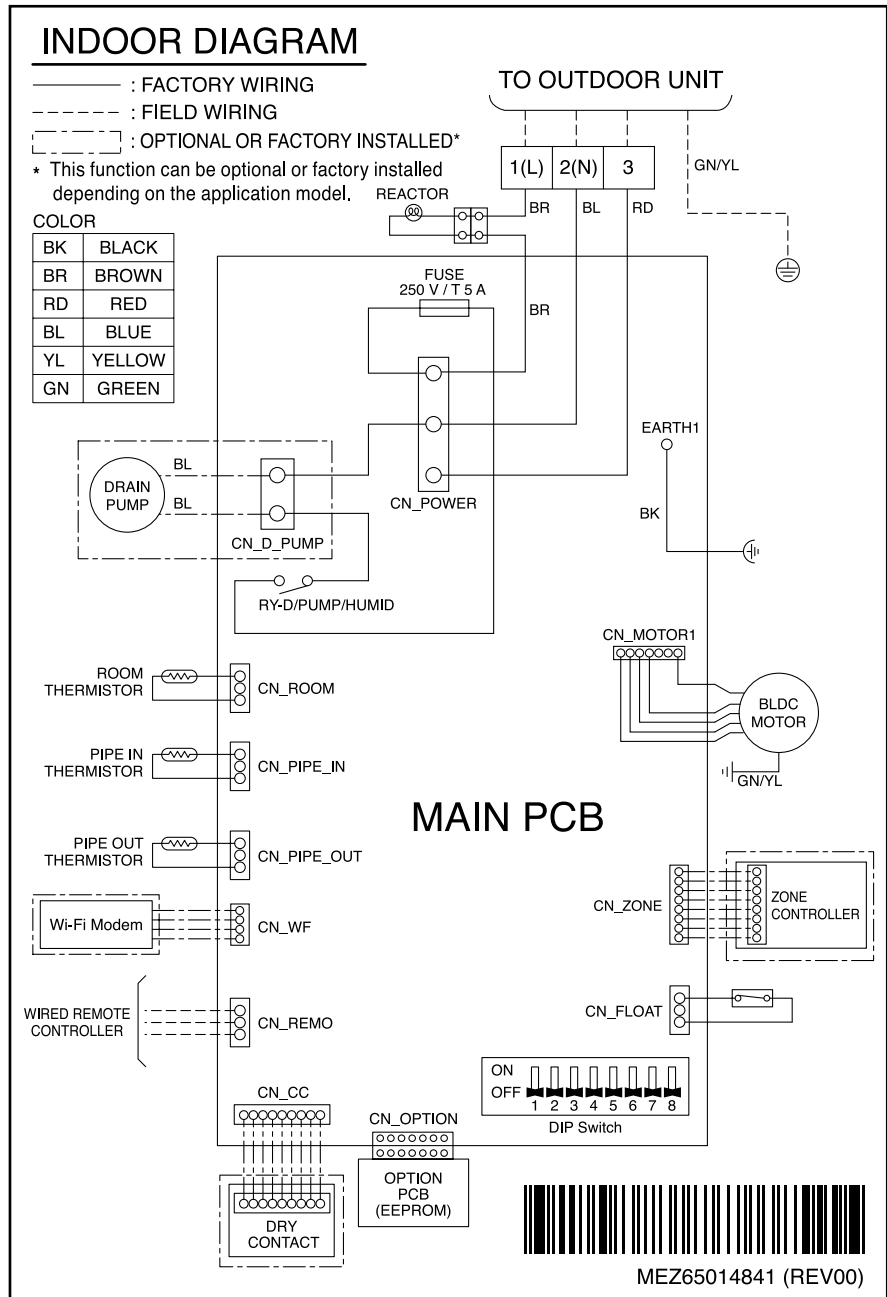 INDOOR DIAGRAM
: FACTORY WIRING
: FIELD WIRING
: OPTIONAL OR FACTORY INSTALLED*
* This function can be optional or factory installed
depending on the application model.
COLOR
BK BLACK
BR BROWN
RD RED
BL BLUE
YL YELLOW
GN GREEN
TO OUTDOOR UNIT
1(L) 2(N) 3
GN/YL
REACTOR
BR BL RD
FUSE
250 V / T 5 A
BR
EARTH1
BK
CN_POWER
DRAIN
PUMP
BL
BL
CN_D_PUMP
RY-D/PUMP/HUMID
CN_MOTOR1
BLDC
MOTOR
GN/YL
ROOM
THERMISTOR
CN_ROOM
PIPE IN
THERMISTOR
CN_PIPE_IN
MAIN PCB
PIPE OUT
THERMISTOR
CN_PIPE_OUT
Wi-Fi Modem
CN_WF
CN_ZONE
ZONE
CONTROLLER
WIRED REMOTE
CONTROLLER
CN_REMO
CN_FLOAT
ON
OFF
1 2 3 4 5 6 7 8
DIP Switch
CN_CC
DRY
CONTACT
CN_OPTION
OPTION
PCB
(EEPROM)
MEZ65014841 (REV00)